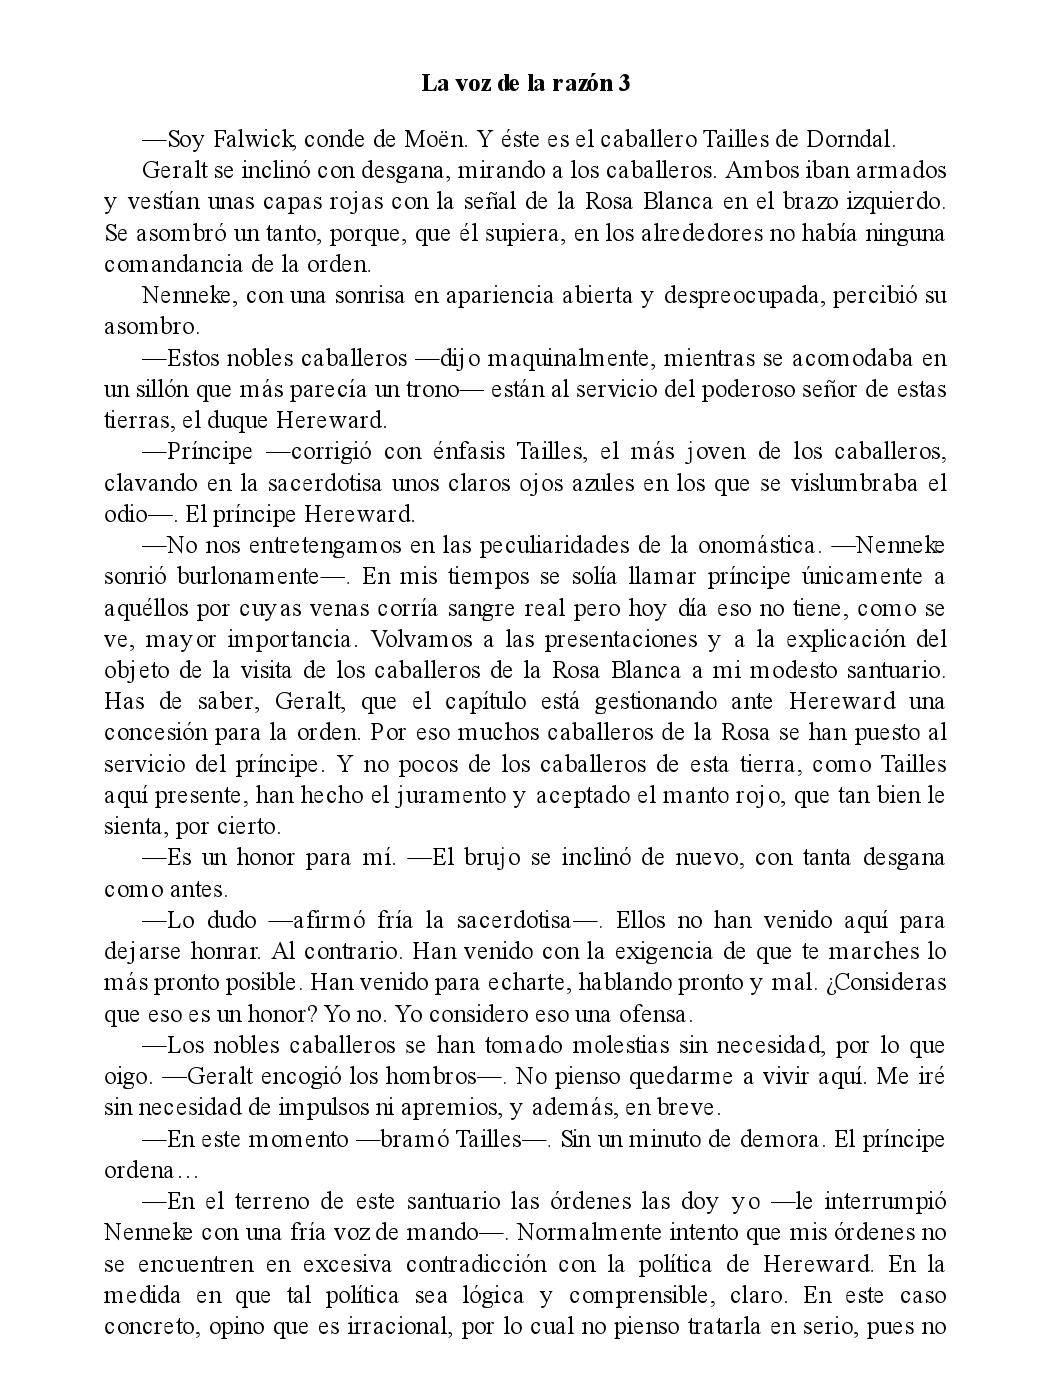 La voz de la razón 3
—Soy Falwick, conde de Moën. Y éste es el caballero Tailles de Dorndal.
Geralt se inclinó con desgana, mirando a los caballeros. Ambos iban armados
y vestían unas capas rojas con la señal de la Rosa Blanca en el brazo izquierdo.
Se asombró un tanto, porque, que él supiera, en los alrededores no había ninguna
comandancia de la orden.
Nenneke, con una sonrisa en apariencia abierta y despreocupada, percibió su
asombro.
—Estos nobles caballeros —dijo maquinalmente, mientras se acomodaba en
un sillón que más parecía un trono— están al servicio del poderoso señor de estas
tierras, el duque Hereward.
—Príncipe —corrigió con énfasis Tailles, el más joven de los caballeros,
clavando en la sacerdotisa unos claros ojos azules en los que se vislumbraba el
odio—. El príncipe Hereward.
—No nos entretengamos en las peculiaridades de la onomástica. —Nenneke
sonrió burlonamente—. En mis tiempos se solía llamar príncipe únicamente a
aquéllos por cuyas venas corría sangre real pero hoy día eso no tiene, como se
ve, mayor importancia. Volvamos a las presentaciones y a la explicación del
objeto de la visita de los caballeros de la Rosa Blanca a mi modesto santuario.
Has de saber, Geralt, que el capítulo está gestionando ante Hereward una
concesión para la orden. Por eso muchos caballeros de la Rosa se han puesto al
servicio del príncipe. Y no pocos de los caballeros de esta tierra, como Tailles
aquí presente, han hecho el juramento y aceptado el manto rojo, que tan bien le
sienta, por cierto.
—Es un honor para mí. —El brujo se inclinó de nuevo, con tanta desgana
como antes.
—Lo dudo —afirmó fría la sacerdotisa—. Ellos no han venido aquí para
dejarse honrar. Al contrario. Han venido con la exigencia de que te marches lo
más pronto posible. Han venido para echarte, hablando pronto y mal. ¿Consideras
que eso es un honor? Yo no. Yo considero eso una ofensa.
—Los nobles caballeros se han tomado molestias sin necesidad, por lo que
oigo. —Geralt encogió los hombros—. No pienso quedarme a vivir aquí. Me iré
sin necesidad de impulsos ni apremios, y además, en breve.
—En este momento —bramó Tailles—. Sin un minuto de demora. El príncipe
ordena…
—En el terreno de este santuario las órdenes las doy yo —le interrumpió
Nenneke con una fría voz de mando—. Normalmente intento que mis órdenes no
se encuentren en excesiva contradicción con la política de Hereward. En la
medida en que tal política sea lógica y comprensible, claro. En este caso
concreto, opino que es irracional, por lo cual no pienso tratarla en serio, pues no